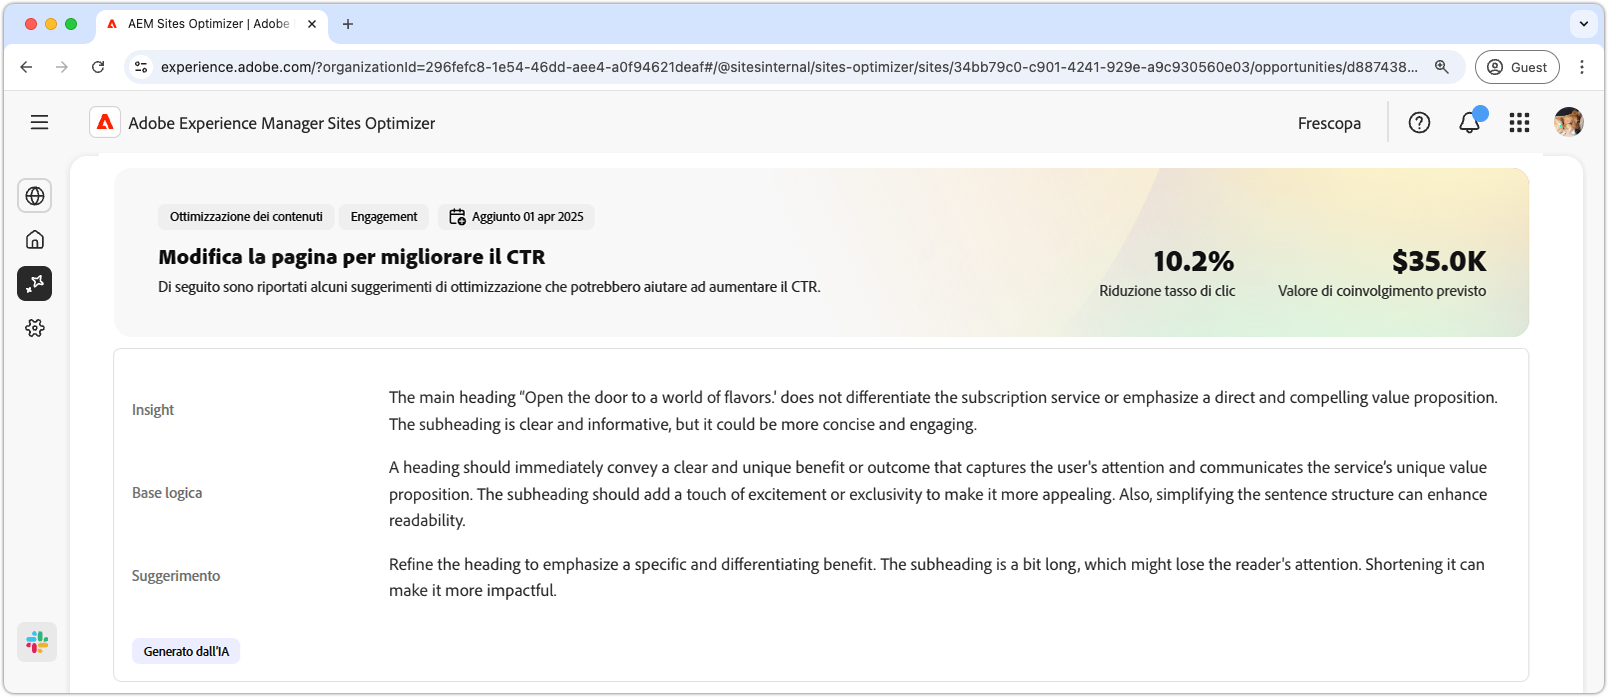 AEM Sites Optimizer | Adobe
experience.adobe.com/?organizationId=296fefc8-1e54-46dd-aee4-a0f94621deaf#/@sitesinternal/sites-optimizer/sites/34bb79c0-c901-4241-929e-a9c930560e03/opportunities/d887438...
Guest
Adobe Experience Manager Sites Optimizer
Frescopa
Ottimizzazione dei contenuti
Engagement
Aggiunto 01 apr 2025
Modifica la pagina per migliorare il CTR
Di seguito sono riportati alcuni suggerimenti di ottimizzazione che potrebbero aiutare ad aumentare il CTR.
10.2%
Riduzione tasso di clic
$35.0K
Valore di coinvolgimento previsto
Insight
The main heading “Open the door to a world of flavors.' does not differentiate the subscription service or emphasize a direct and compelling value proposition.
The subheading is clear and informative, but it could be more concise and engaging.
Base logica
A heading should immediately convey a clear and unique benefit or outcome that captures the user's attention and communicates the service's unique value
proposition. The subheading should add a touch of excitement or exclusivity to make it more appealing. Also, simplifying the sentence structure can enhance
readability.
Suggerimento
Refine the heading to emphasize a specific and differentiating benefit. The subheading is a bit long, which might lose the reader's attention. Shortening it can
make it more impactful.
Generato dall'IA